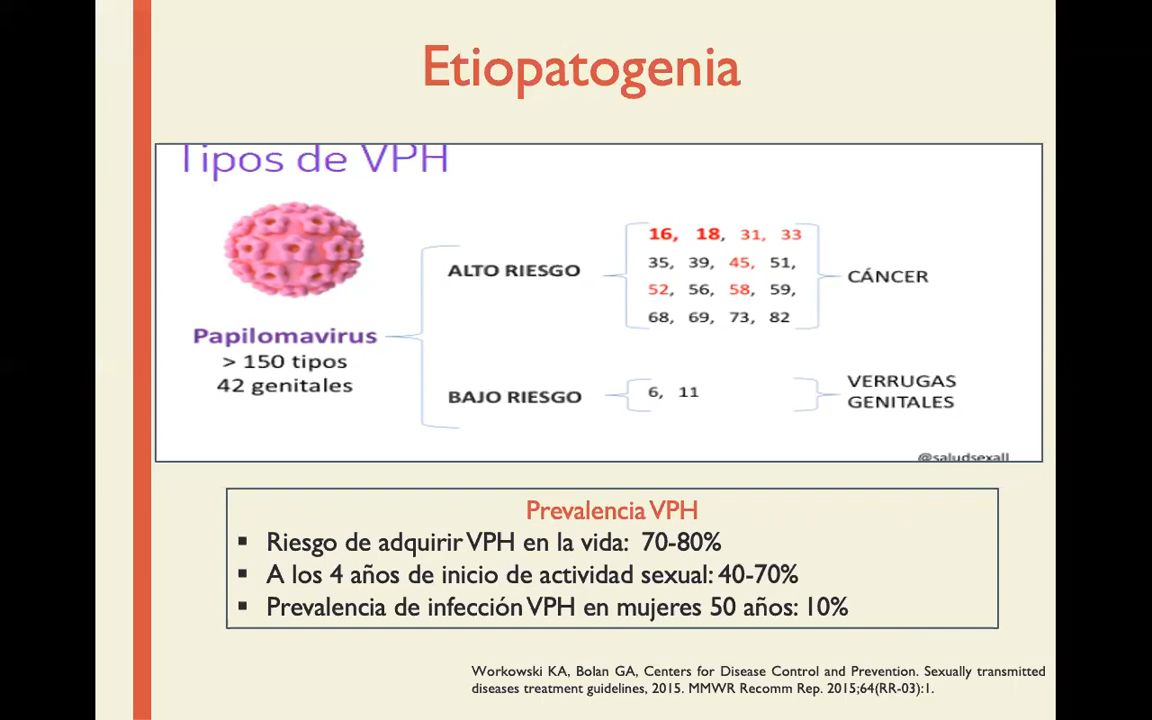 Etiopatogenia
Tipos de VPH
Papilomavirus
> 150 tipos
42 genitales
ALTO RIESGO
16, 18, 31, 33
35, 39, 45, 51,
52, 56, 58, 59,
68, 69, 73, 82
CÁNCER
BAJO RIESGO
6, 11
VERRUGAS
GENITALES
@saludsexall
Prevalencia VPH
▪ Riesgo de adquirir VPH en la vida: 70-80%
▪ A los 4 años de inicio de actividad sexual: 40-70%
▪ Prevalencia de infección VPH en mujeres 50 años: 10%
Workowski KA, Bolan GA, Centers for Disease Control and Prevention. Sexually transmitted
diseases treatment guidelines, 2015. MMWR Recomm Rep. 2015;64(RR-03):1.